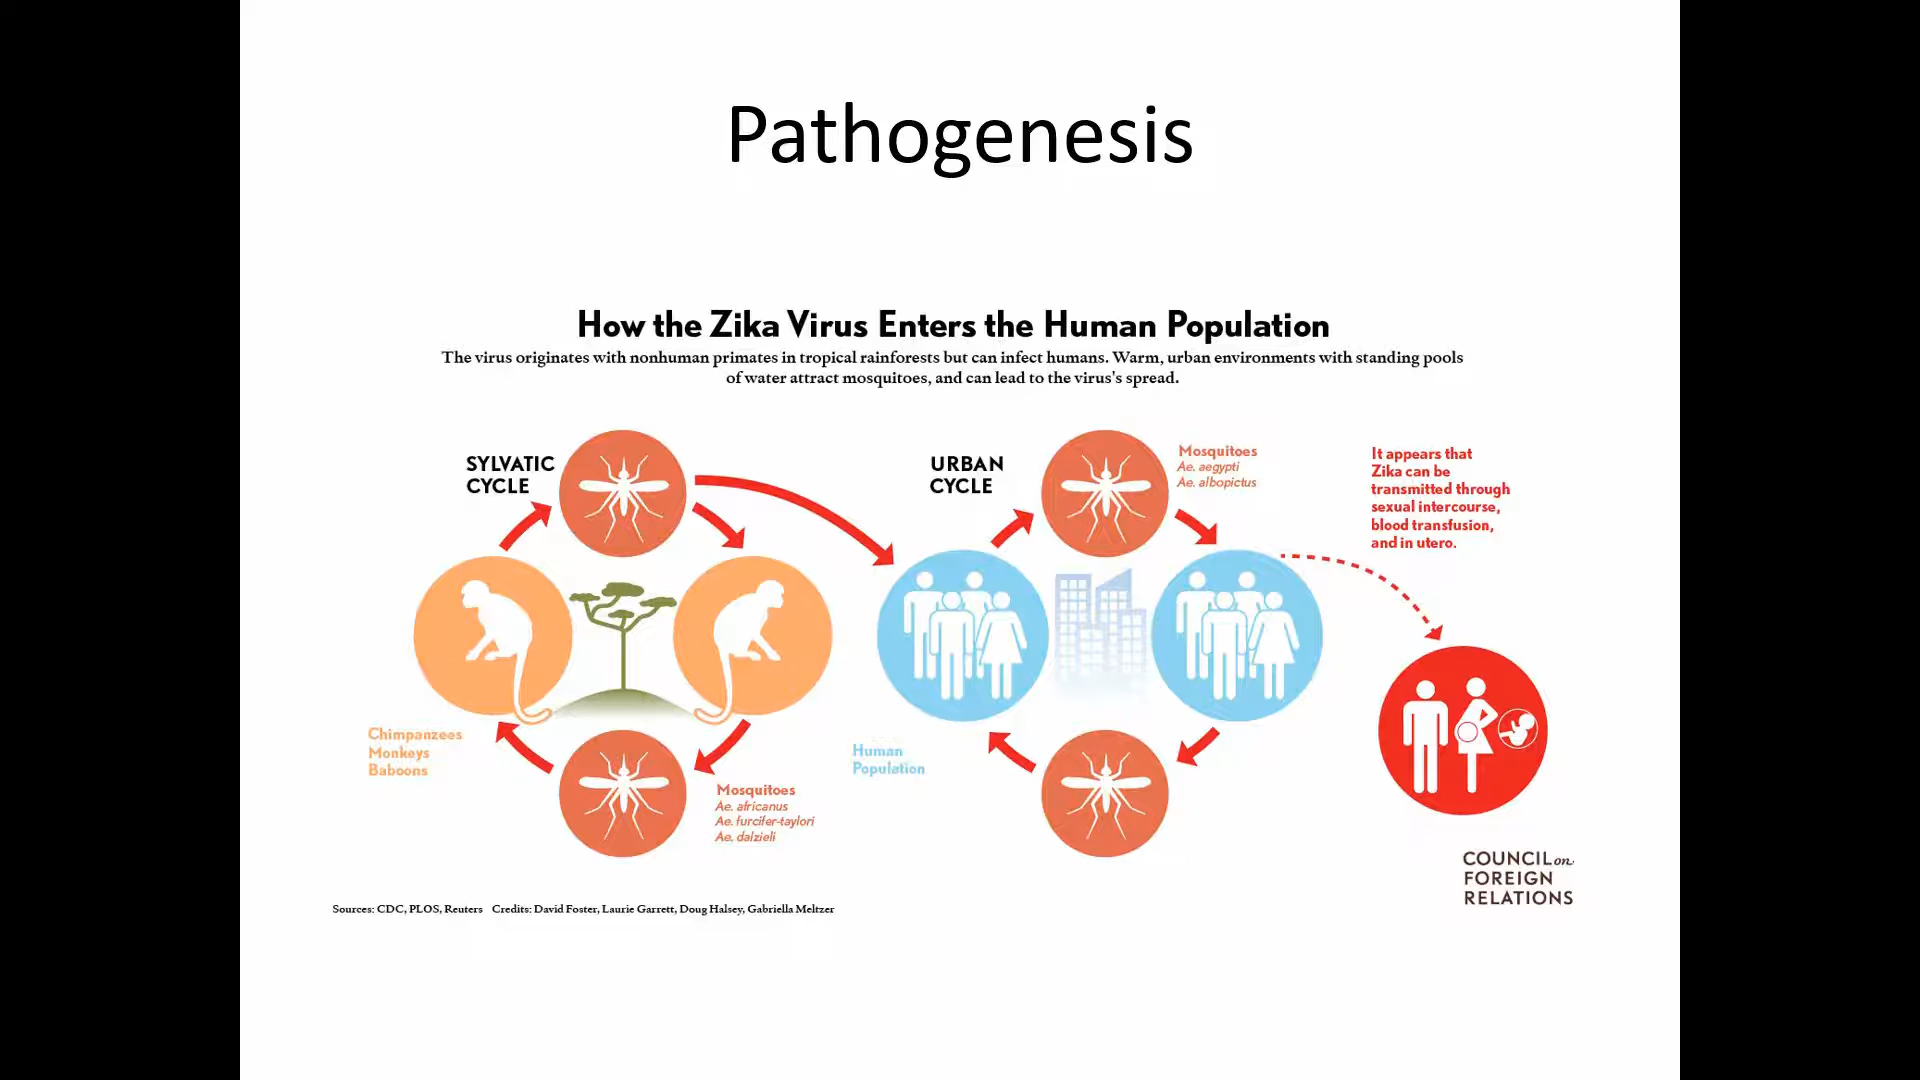 Pathogenesis
How the Zika Virus Enters the Human Population
The virus originates with nonhuman primates in tropical rainforests but can infect humans. Warm, urban environments with standing pools
of water attract mosquitoes, and can lead to the virus's spread.
SYLVATIC
CYCLE
URBAN
CYCLE
Mosquitoes
Ae. aegypti
Ae. albopictus
It appears that
Zika can be
transmitted through
sexual intercourse,
blood transfusion,
and in utero.
Chimpanzees
Monkeys
Baboons
Mosquitoes
Ae. africanus
Ae. furcifer-taylori
Ae. dalzieli
Human
Population
COUNCIL on
FOREIGN
RELATIONS
Sources: CDC, PLOS, Reuters Credits: David Foster, Laurie Garrett, Doug Halsey, Gabriella Meltzer